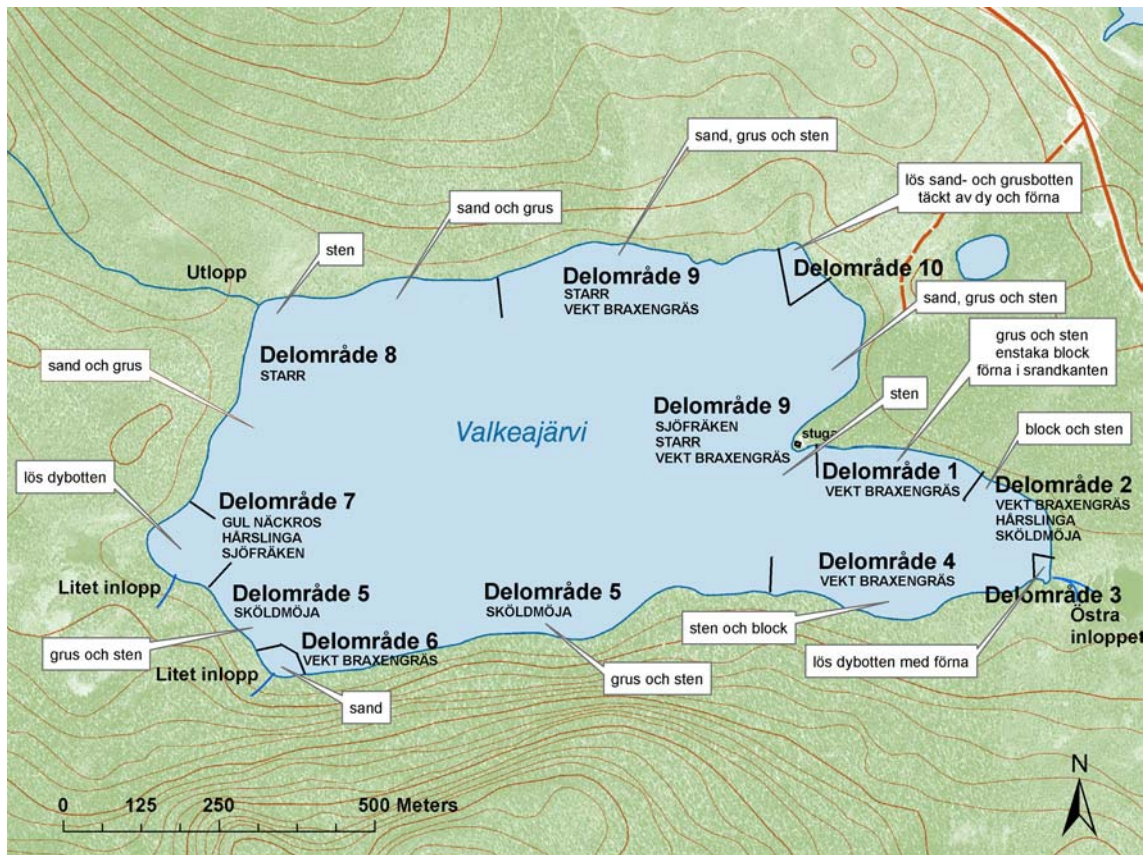 sand, grus och sten
lös sand- och grusbotten
täckt av dy och förna
sand och grus
sten
Utlopp
Delområde 9
STARR
VEKT BRAXENGRÄS
Delområde 10
sand, grus och sten
grus och sten
enstaka block
förna i srandkanten
Delområde 8
STARR
sand och grus
Valkeajärvi
Delområde 9
SJÖFRÄKEN
STARR
VEKT BRAXENGRÄS
sten
stuga
block och sten
lös dybotten
Delområde 7
GUL NÄCKROS
HÅRSLINGA
SJÖFRÄKEN
Delområde 1
VEKT BRAXENGRÄS
Delområde 2
VEKT BRAXENGRÄS
HÅRSLINGA
SKÖLDMÖJA
Litet inlopp
Delområde 5
SKÖLDMÖJA
Delområde 5
SKÖLDMÖJA
Delområde 4
VEKT BRAXENGRÄS
Delområde 3
Östra
inloppet
grus och sten
Delområde 6
VEKT BRAXENGRÄS
sten och block
lös dybotten med förna
Litet inlopp
sand
grus och sten
N
0 125 250 500 Meters